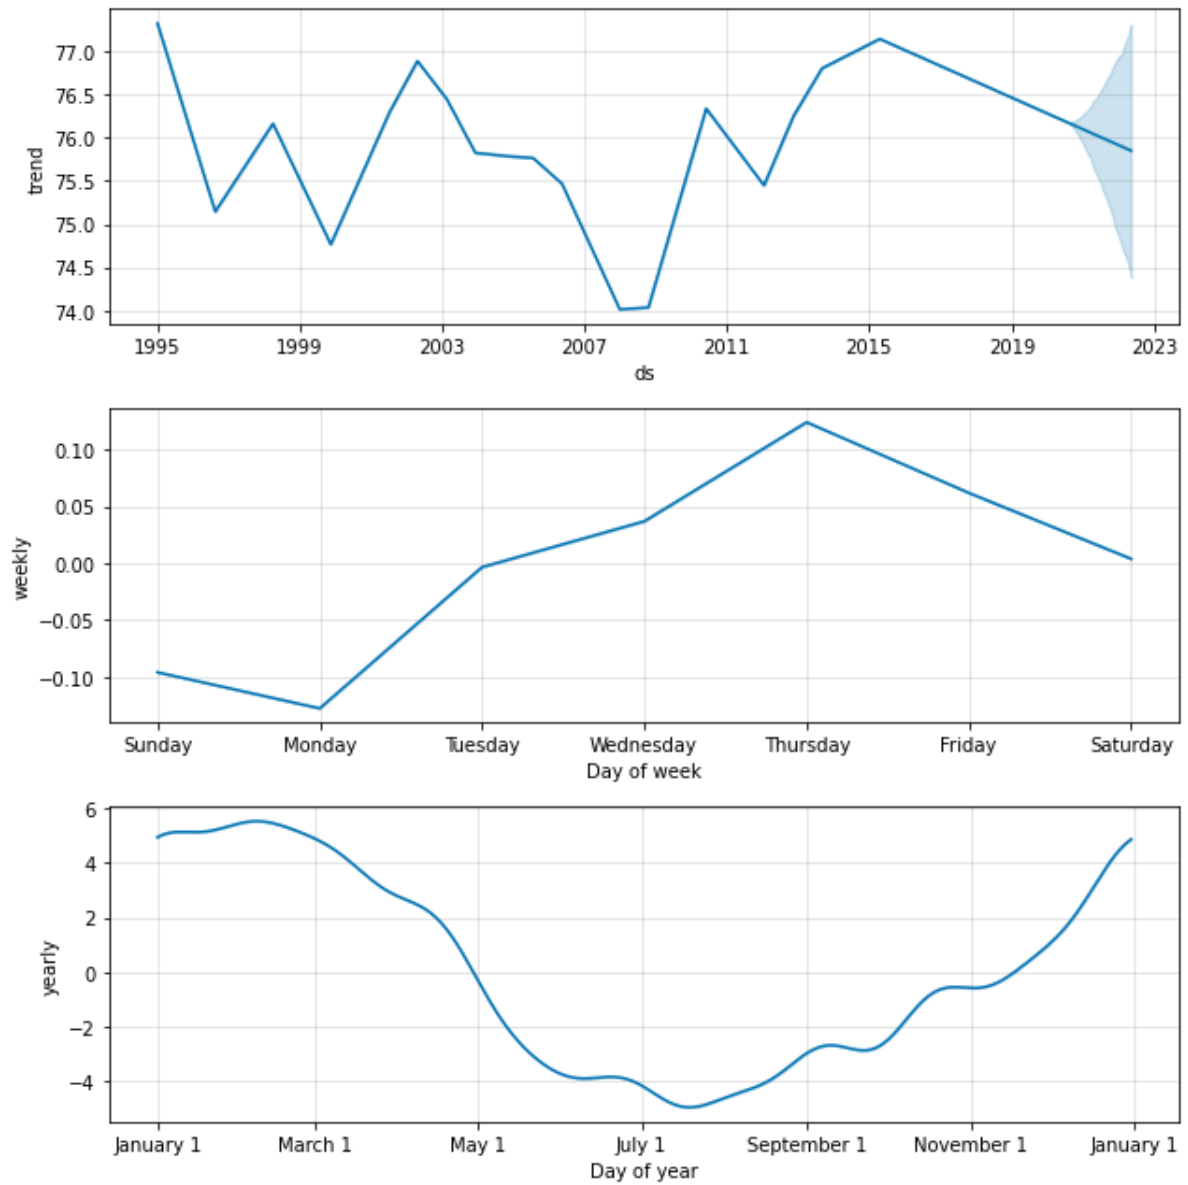 77.0
76.5
76.0
75.5
75.0
74.5
74.0
trend
1995 1999 2003 2007 2011 2015 2019 2023
ds
0.10
0.05
0.00
−0.05
−0.10
weekly
Sunday Monday Tuesday Wednesday Thursday Friday Saturday
Day of week
6
4
2
0
−2
−4
yearly
January 1 March 1 May 1 July 1 September 1 November 1 January 1
Day of year